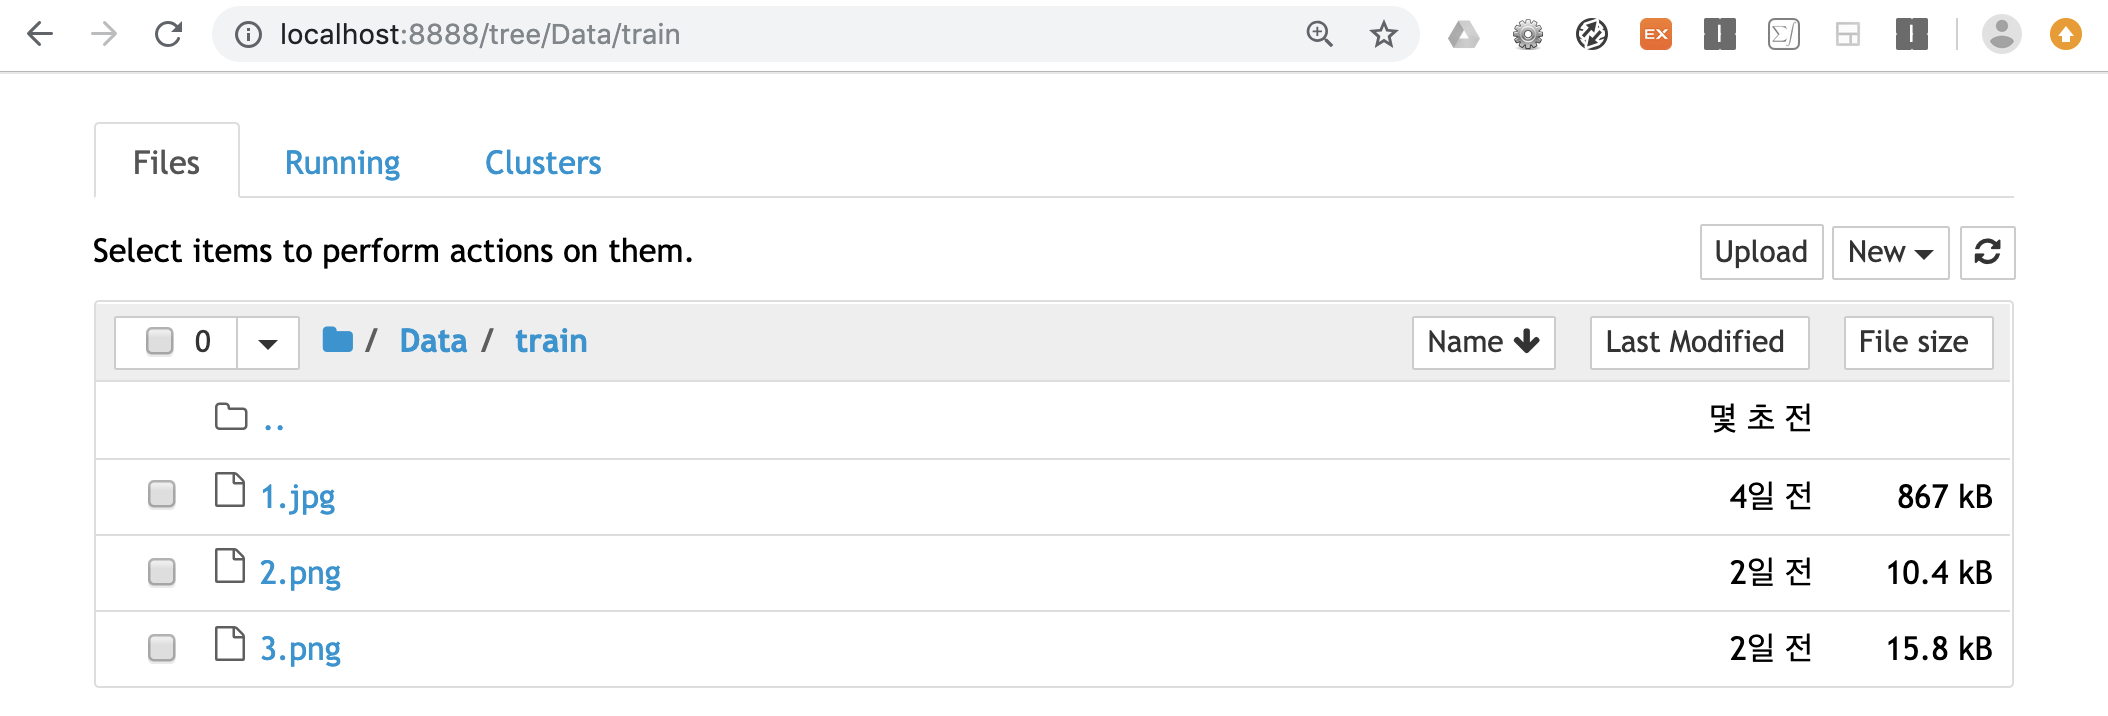 localhost:8888/tree/Data/train
EX
Files Running Clusters
Select items to perform actions on them. Upload New
0 / Data / train Name Last Modified File size
.. 몇 초 전
1.jpg 4일 전 867 kB
2.png 2일 전 10.4 kB
3.png 2일 전 15.8 kB